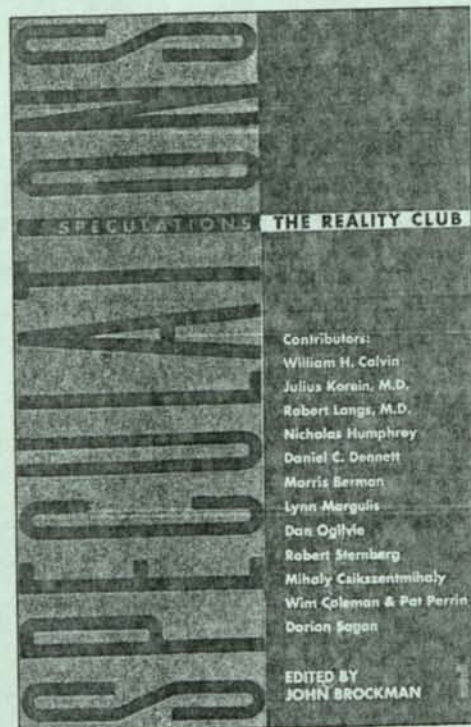 SPECULATIONS
SPECULATIONS THE REALITY CLUB
Contributors:
William H. Calvin
Julius Korein, M.D.
Robert Langs, M.D.
Nicholas Humphrey
Daniel C. Dennett
Morris Berman
Lynn Margulis
Dan Ogilvie
Robert Sternberg
Mihaly Csikszentmihaly
Wim Coleman & Pat Perrin
Dorion Sagan
EDITED BY
JOHN BROCKMAN